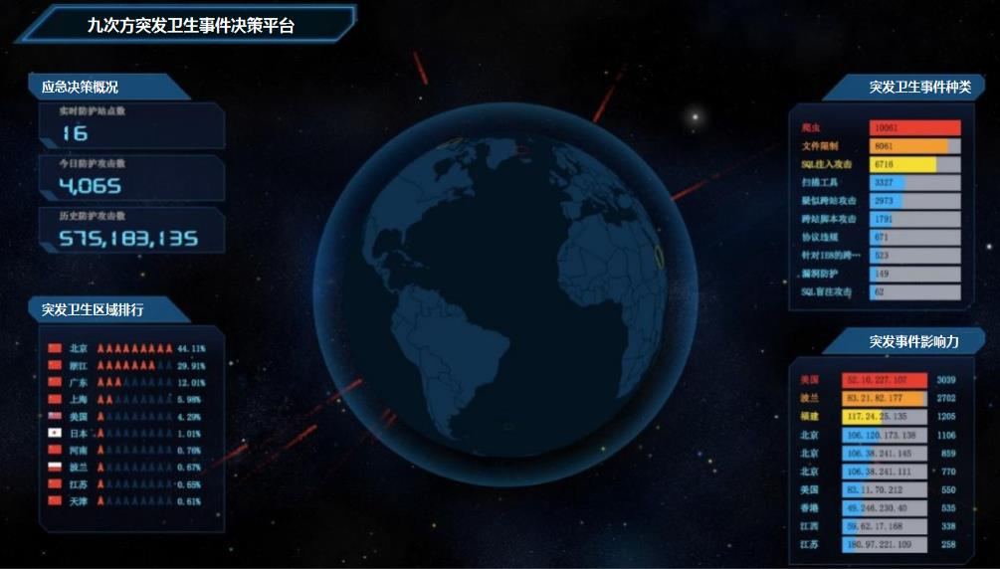 九次方突发卫生事件决策平台
应急决策概况
实时防护站点数
16
今日防护攻击数
4,065
历史防护攻击数
575,183,135
突发卫生区域排行
北京 44.11%
浙江 29.91%
广东 12.01%
上海 5.98%
美国 4.29%
日本 1.01%
河南 0.76%
波兰 0.67%
江苏 0.65%
天津 0.61%
突发卫生事件种类
爬虫 10061
文件限制 8061
SQL注入攻击 6716
扫描工具 3327
疑似跨站攻击 2973
跨站脚本攻击 1791
协议违规 671
针对IE8的跨… 523
漏洞防护 149
SQL盲注攻击 62
突发事件影响力
美国 52.10.227.107 3039
波兰 83.21.82.177 2702
福建 117.24.25.135 1205
北京 106.120.173.138 1106
北京 106.38.241.145 859
北京 106.38.241.111 770
美国 83.11.70.212 550
香港 49.246.230.40 535
江西 59.62.17.168 338
江苏 180.97.221.109 258